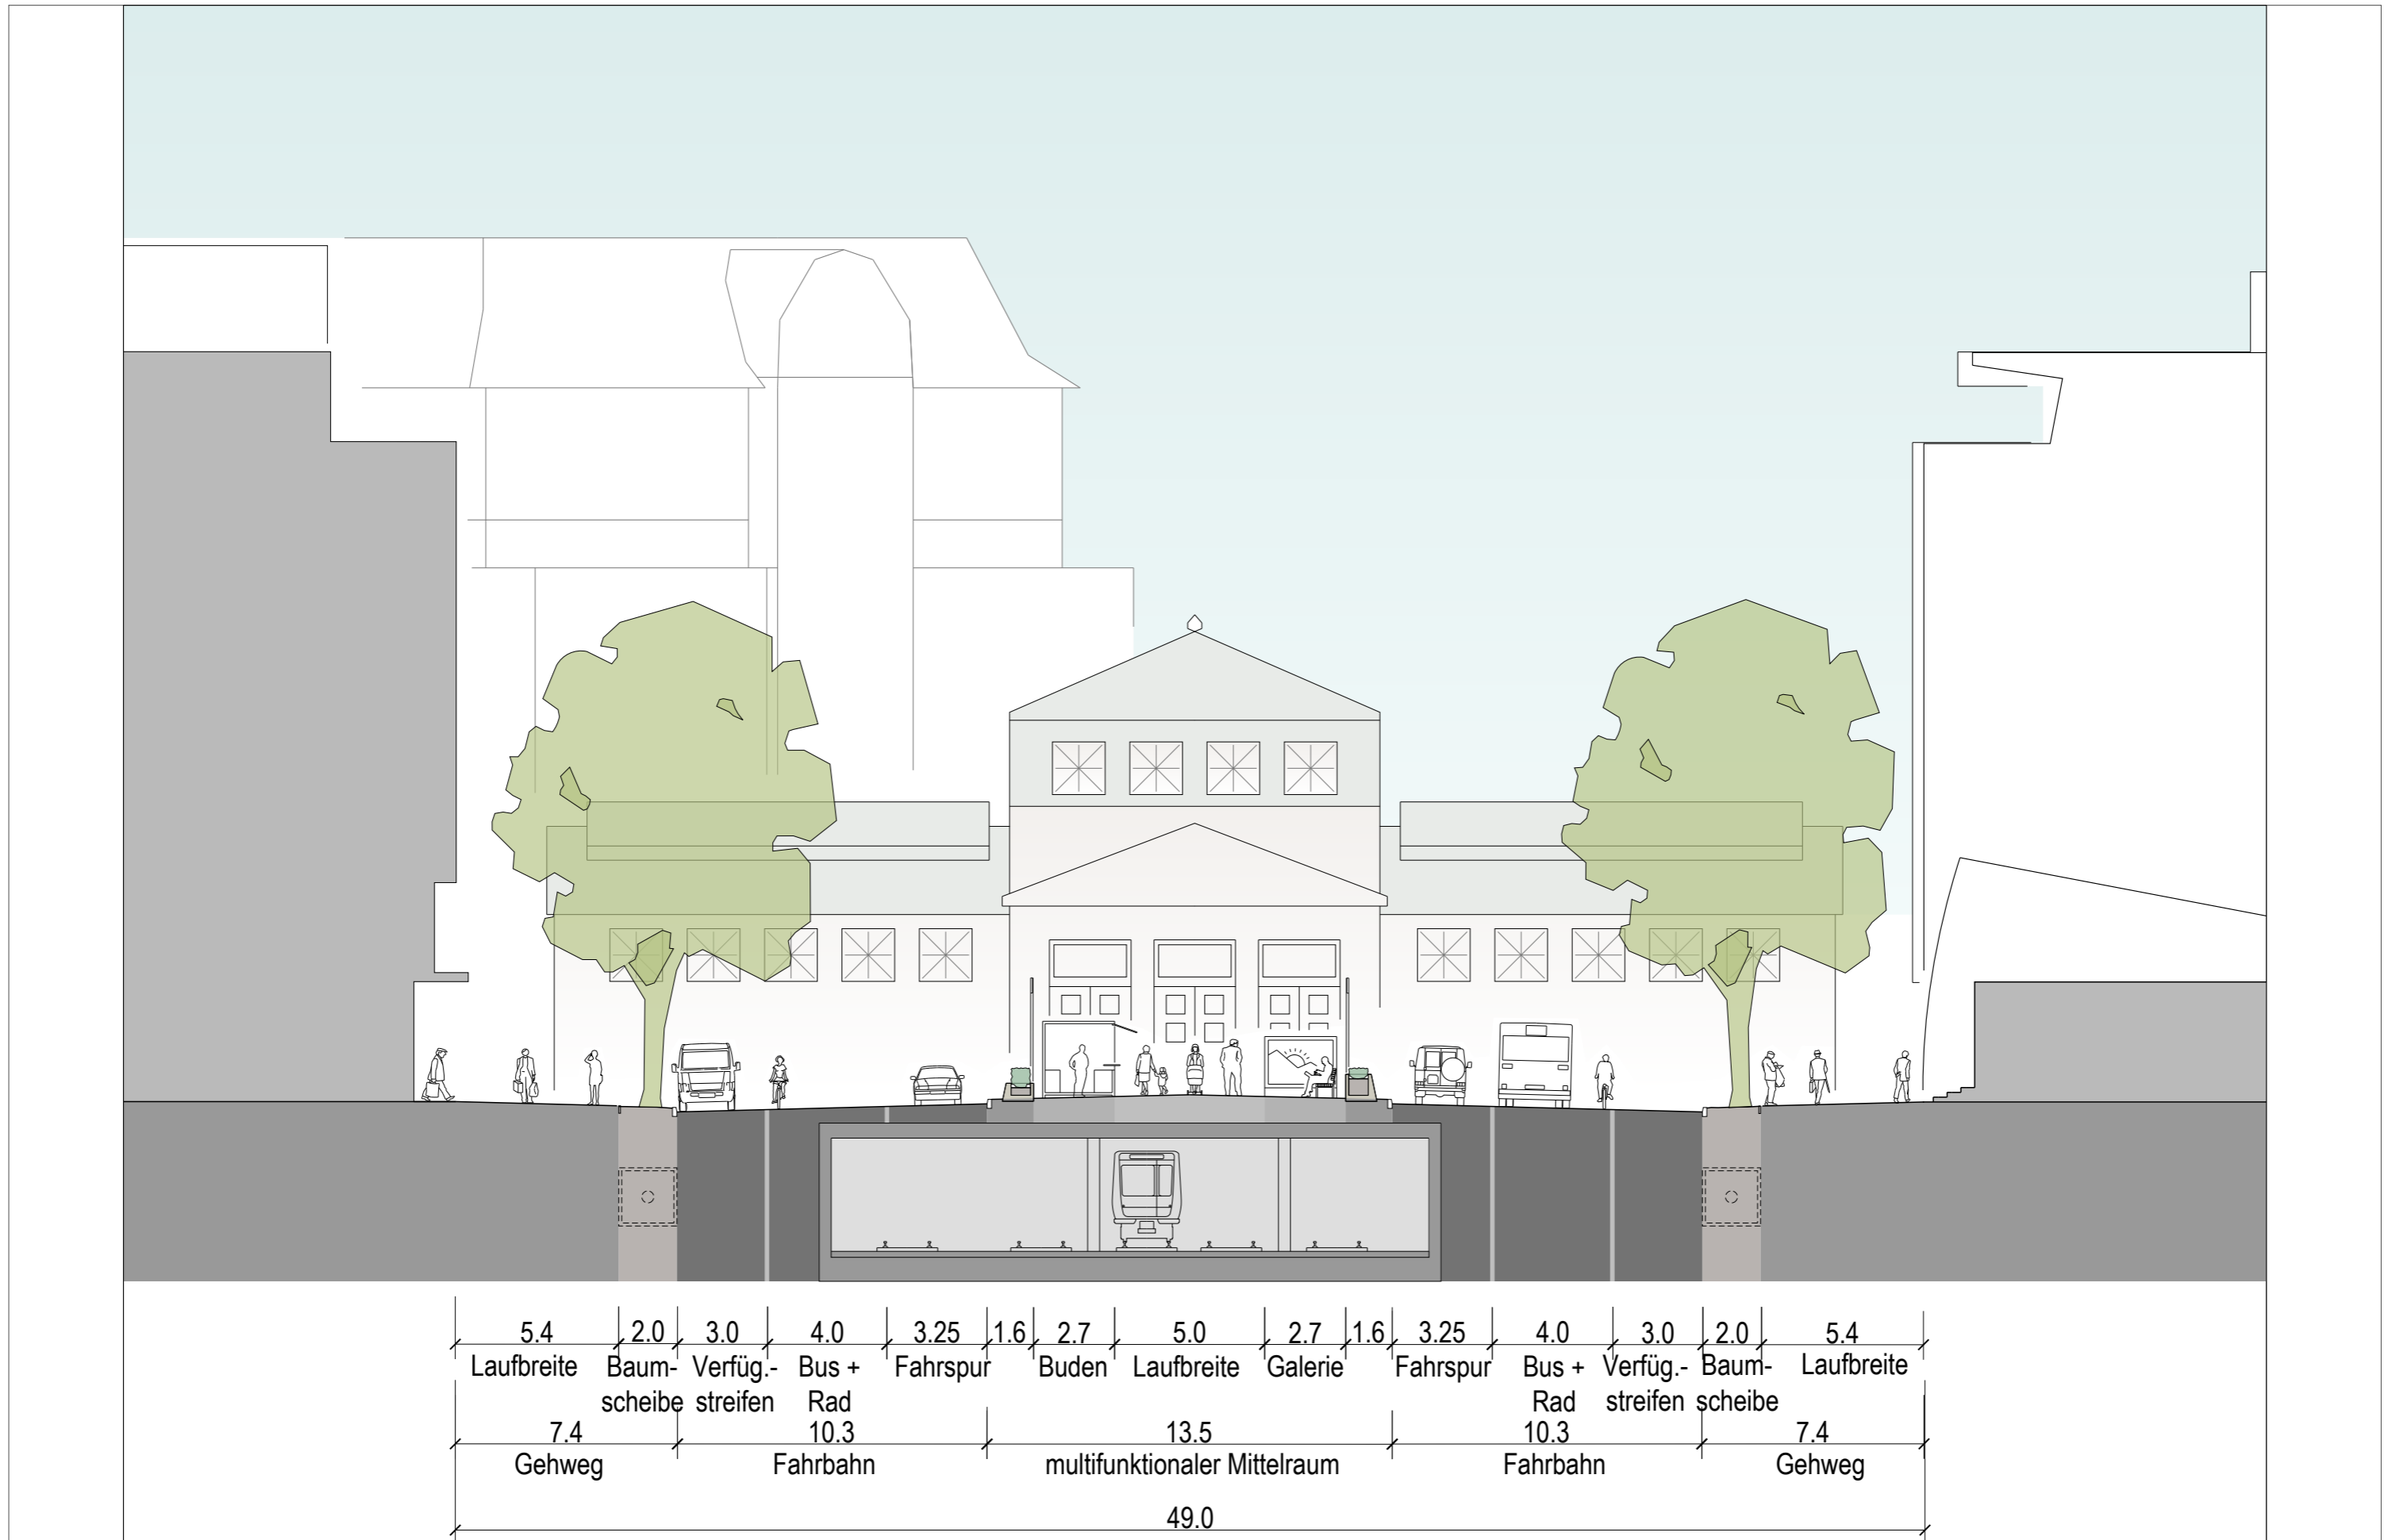 5.4 2.0 3.0 4.0 3.25 1.6 2.7 5.0 2.7 1.6 3.25 4.0 3.0 2.0 5.4
Laufbreite Baum- Verfüg.- Bus + Fahrspur Buden Laufbreite Galerie Fahrspur Bus + Verfüg.- Baum- Laufbreite
scheibe streifen Rad Rad streifen scheibe
7.4 10.3 13.5 10.3 7.4
Gehweg Fahrbahn multifunktionaler Mittelraum Fahrbahn Gehweg
49.0